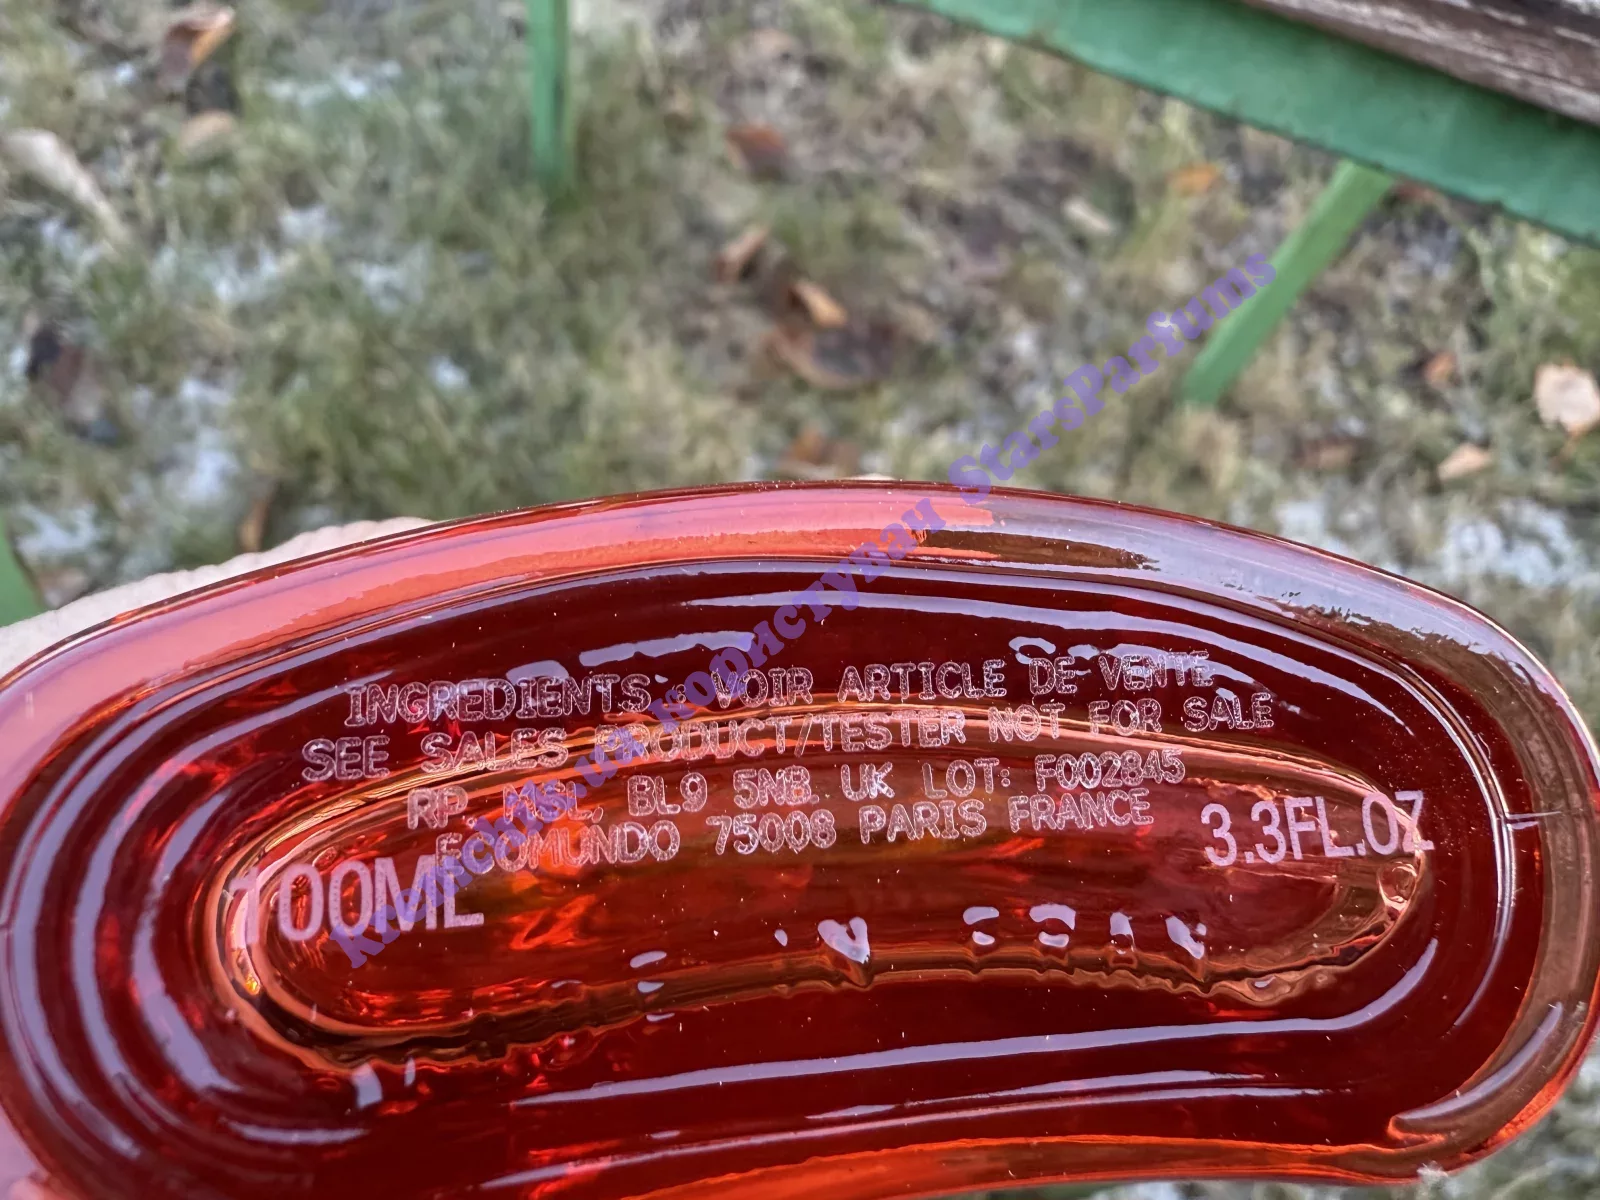 INGREDIENTS : VOIR ARTICLE DE VENTE
SEE SALES PRODUCT/TESTER NOT FOR SALE
RP, MSL, BL9 5NB. UK LOT: F002845
F. COMUNDO 75008 PARIS FRANCE
100ML
3.3FL.OZ
користувач StarsParfums